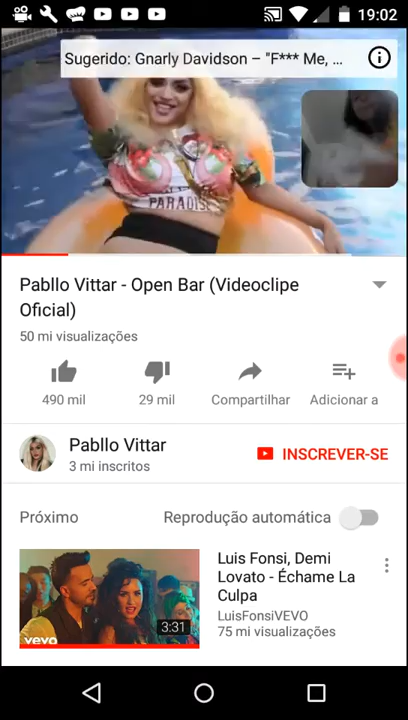 19:02
Sugerido: Gnarly Davidson – "F*** Me, ...
PARADISE
Pabllo Vittar - Open Bar (Videoclipe
Oficial)
50 mi visualizações
490 mil
29 mil
Compartilhar
Adicionar a
Pabllo Vittar
3 mi inscritos
INSCREVER-SE
Próximo
Reprodução automática
Luis Fonsi, Demi
Lovato - Échame La
Culpa
LuisFonsiVEVO
75 mi visualizações
vevo
3:31